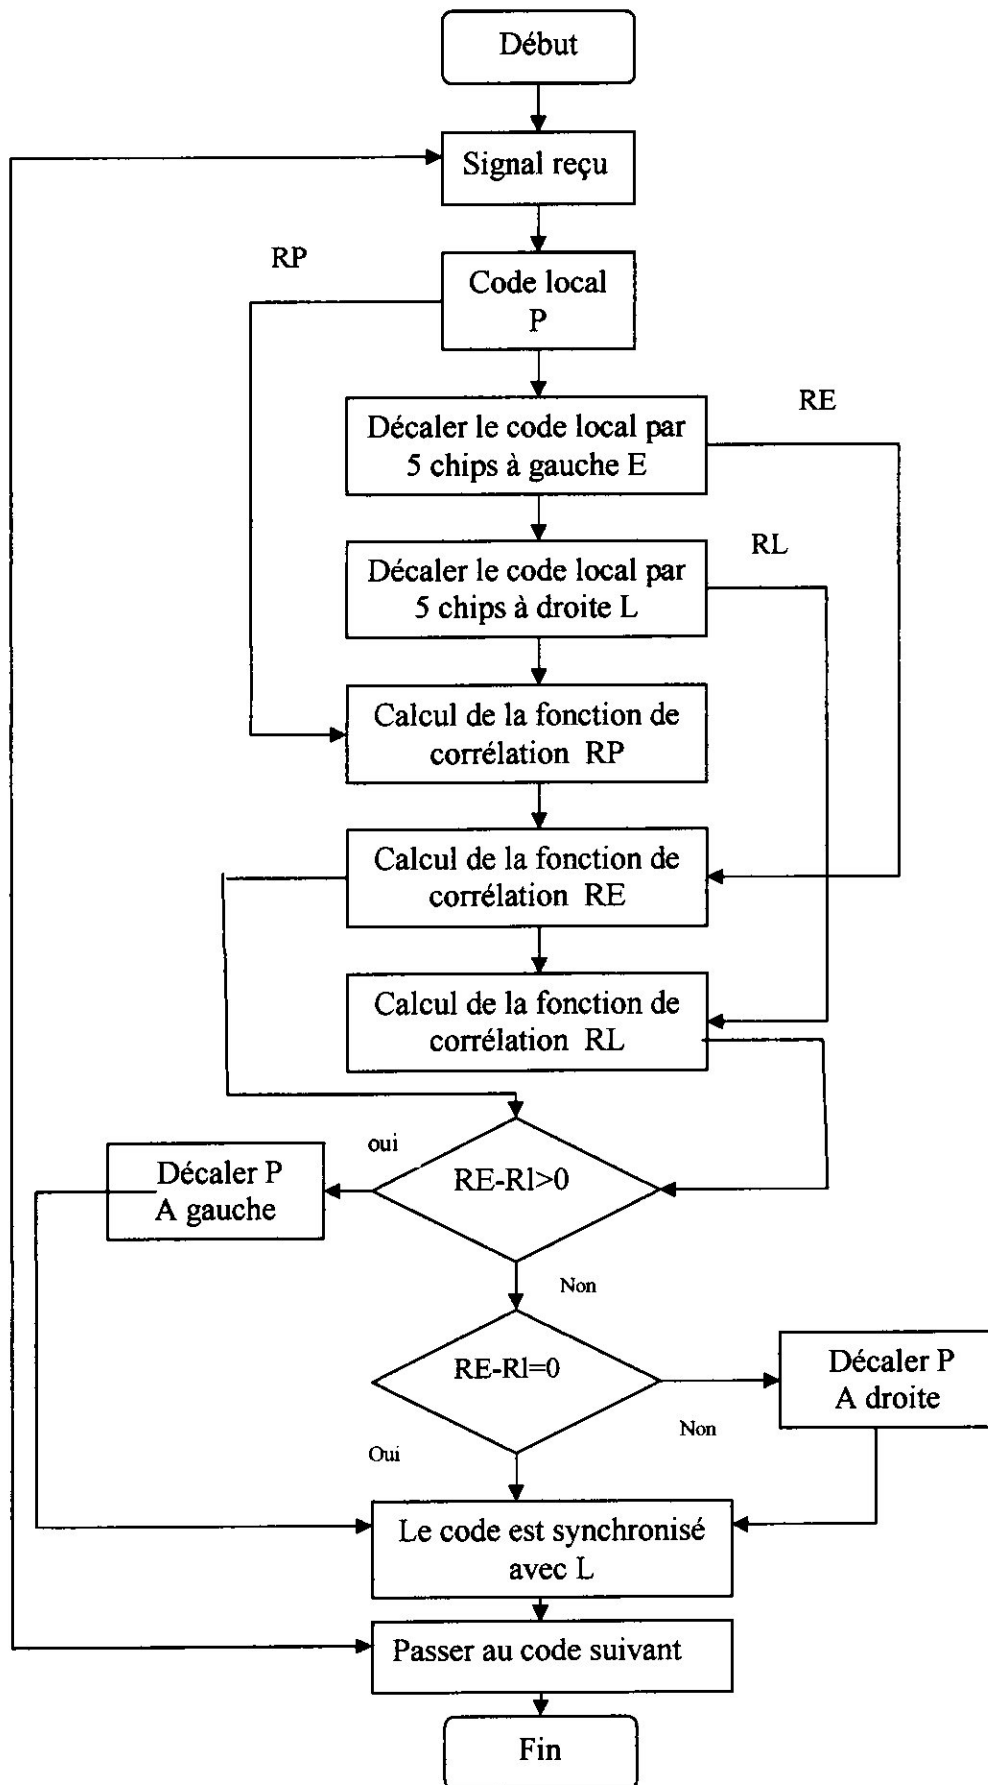 Début
Signal reçu
RP
Code local
P
RE
Décaler le code local par
5 chips à gauche E
RL
Décaler le code local par
5 chips à droite L
Calcul de la fonction de
corrélation RP
Calcul de la fonction de
corrélation RE
Calcul de la fonction de
corrélation RL
oui
Décaler P
A gauche
RE-Rl>0
Non
RE-Rl=0
Décaler P
A droite
Non
Oui
Le code est synchronisé
avec L
Passer au code suivant
Fin